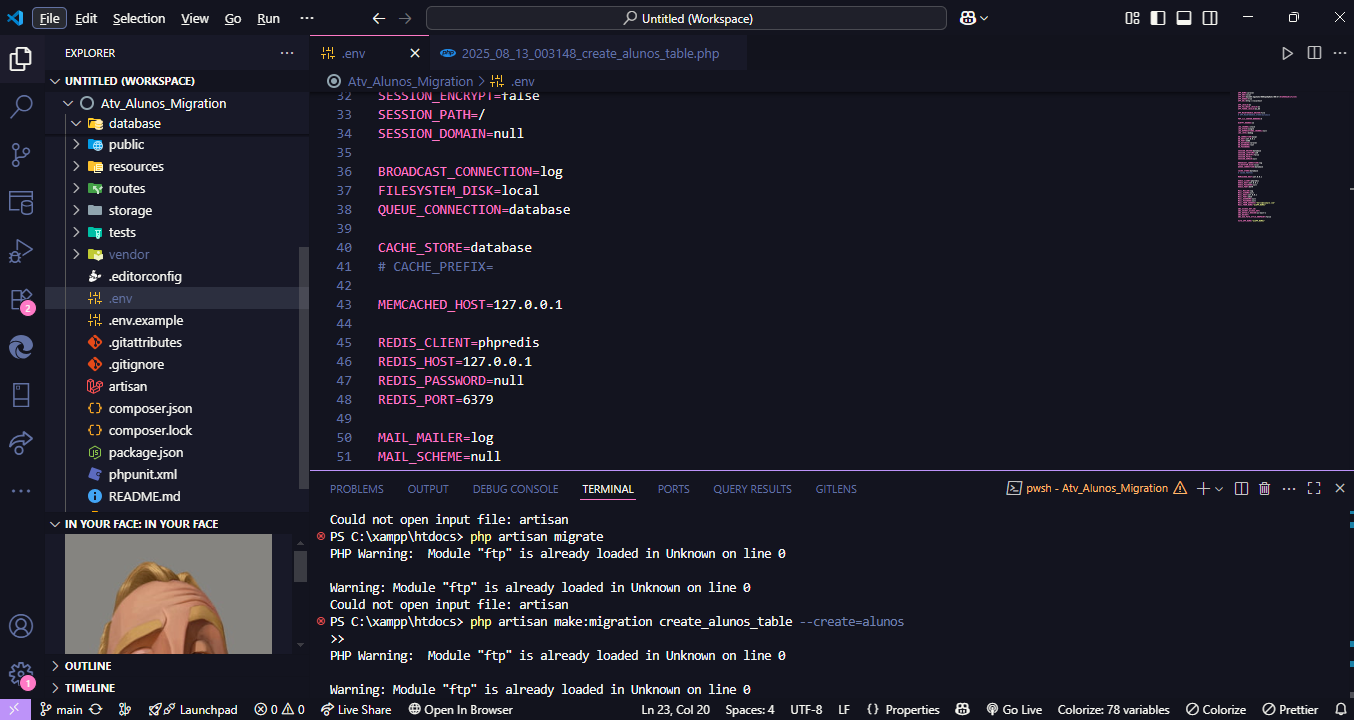 File Edit Selection View Go Run ··· Untitled (Workspace)
EXPLORER ···
UNTITLED (WORKSPACE)
Atv_Alunos_Migration
database
public
resources
routes
storage
tests
vendor
.editorconfig
.env
.env.example
.gitattributes
.gitignore
artisan
composer.json
composer.lock
package.json
phpunit.xml
README.md
IN YOUR FACE: IN YOUR FACE
OUTLINE
TIMELINE
2
1
.env 2025_08_13_003148_create_alunos_table.php
Atv_Alunos_Migration > .env
32 SESSION_ENCRYPT=false
33 SESSION_PATH=/
34 SESSION_DOMAIN=null
35
36 BROADCAST_CONNECTION=log
37 FILESYSTEM_DISK=local
38 QUEUE_CONNECTION=database
39
40 CACHE_STORE=database
41 # CACHE_PREFIX=
42
43 MEMCACHED_HOST=127.0.0.1
44
45 REDIS_CLIENT=phpredis
46 REDIS_HOST=127.0.0.1
47 REDIS_PASSWORD=null
48 REDIS_PORT=6379
49
50 MAIL_MAILER=log
51 MAIL_SCHEME=null
PROBLEMS OUTPUT DEBUG CONSOLE TERMINAL PORTS QUERY RESULTS GITLENS pwsh - Atv_Alunos_Migration
Could not open input file: artisan
PS C:\xampp\htdocs> php artisan migrate
PHP Warning:  Module "ftp" is already loaded in Unknown on line 0
Warning: Module "ftp" is already loaded in Unknown on line 0
Could not open input file: artisan
PS C:\xampp\htdocs> php artisan make:migration create_alunos_table --create=alunos
>>
PHP Warning:  Module "ftp" is already loaded in Unknown on line 0
Warning: Module "ftp" is already loaded in Unknown on line 0
main Launchpad 0 0 Live Share Open In Browser Ln 23, Col 20 Spaces: 4 UTF-8 LF {} Properties Go Live Colorize: 78 variables Colorize Prettier